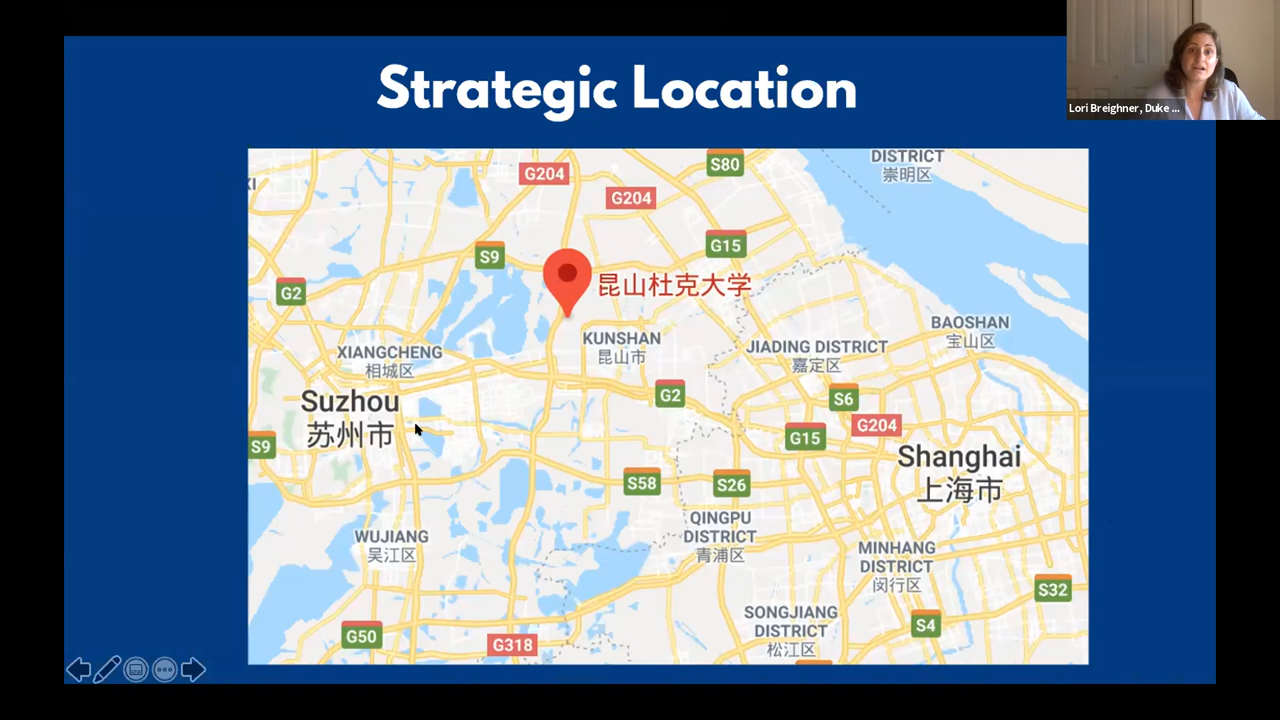 Strategic Location
Lori Breighner, Duke ...
DISTRICT
崇明区
S80
G204
G204
G15
S9
昆山杜克大学
G2
KUNSHAN
昆山市
BAOSHAN
宝山区
JIADING DISTRICT
嘉定区
XIANGCHENG
相城区
Suzhou
苏州市
G2
S6
G204
G15
S9
Shanghai
上海市
S58
S26
QINGPU
DISTRICT
青浦区
WUJIANG
吴江区
MINHANG
DISTRICT
闵行区
S32
SONGJIANG
DISTRICT
松江区
S4
G50
G318